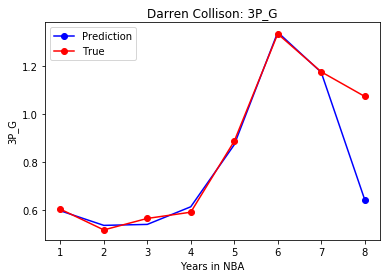 Darren Collison: 3P_G
Prediction
True
3P_G
1.2
1.0
0.8
0.6
1 2 3 4 5 6 7 8
Years in NBA